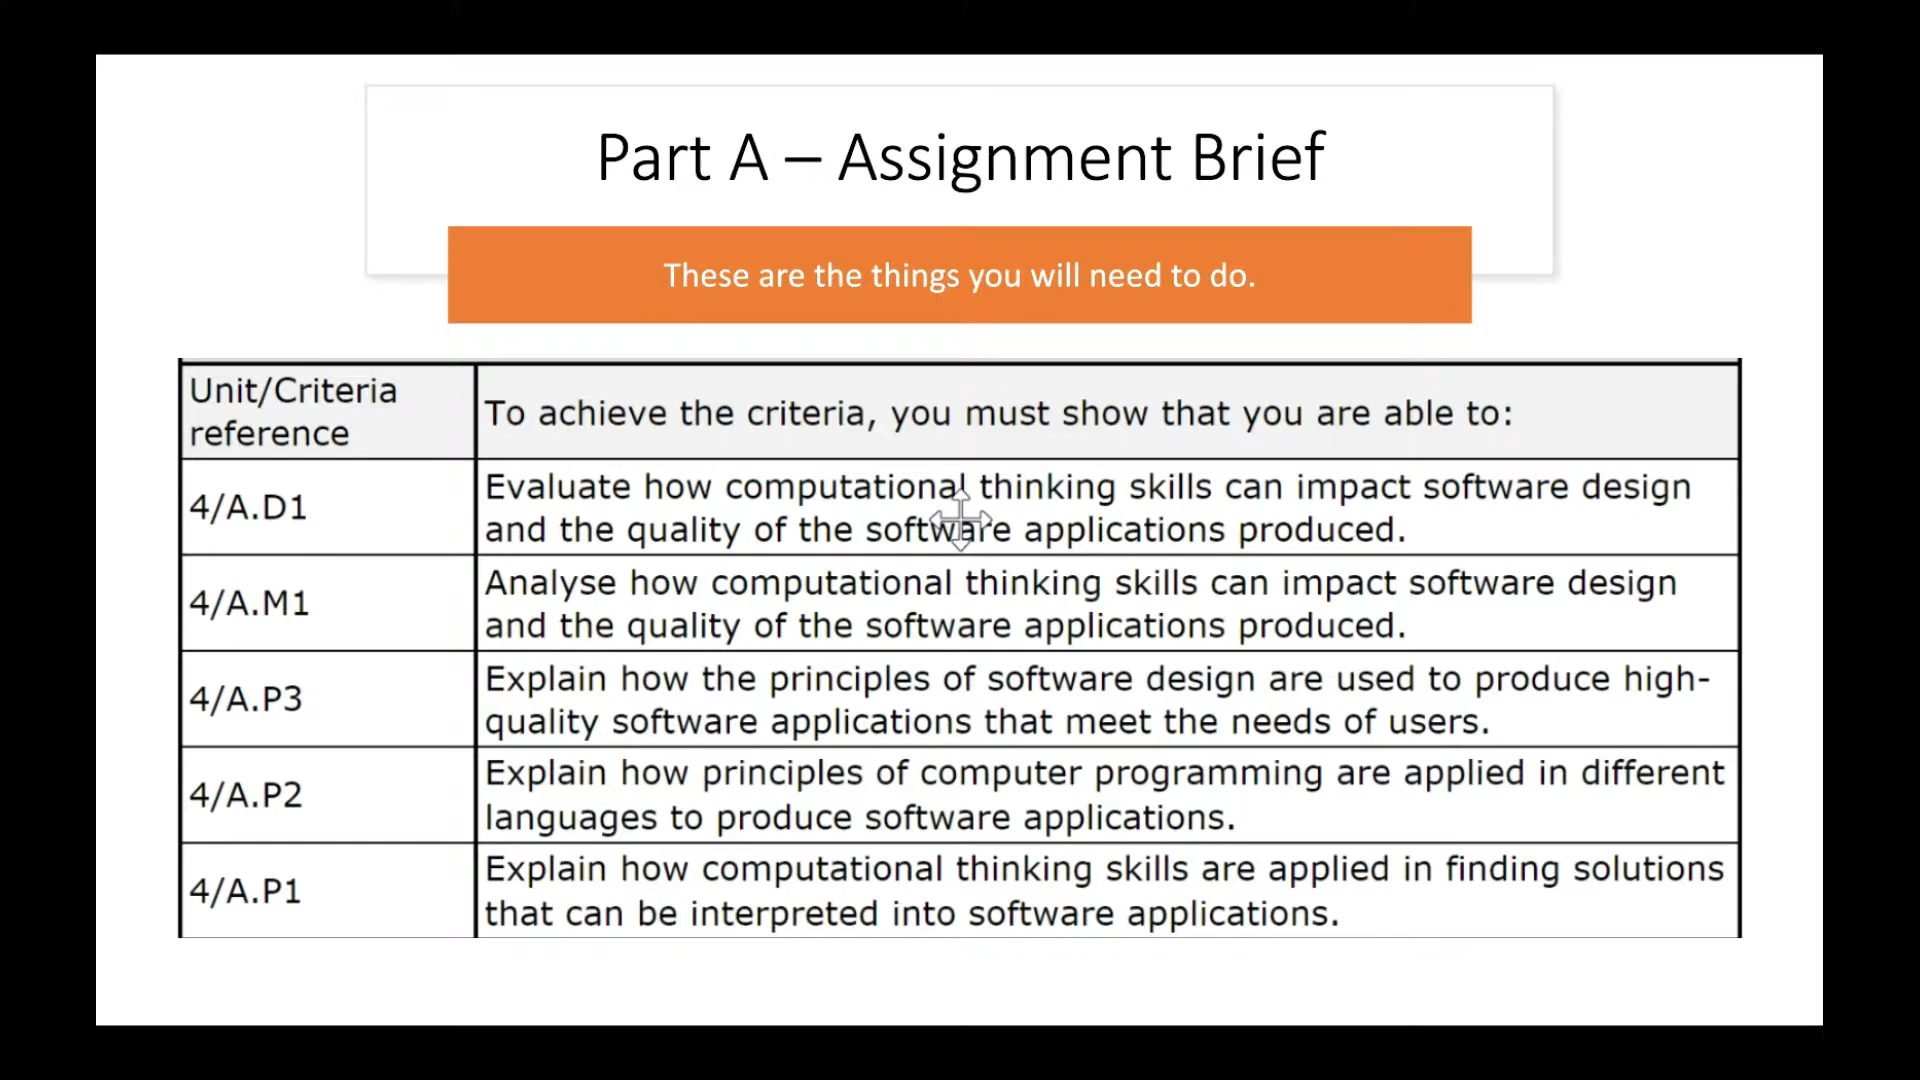 Part A – Assignment Brief
These are the things you will need to do.
Unit/Criteria
reference
To achieve the criteria, you must show that you are able to:
4/A.D1
Evaluate how computational thinking skills can impact software design
and the quality of the software applications produced.
4/A.M1
Analyse how computational thinking skills can impact software design
and the quality of the software applications produced.
4/A.P3
Explain how the principles of software design are used to produce high-
quality software applications that meet the needs of users.
4/A.P2
Explain how principles of computer programming are applied in different
languages to produce software applications.
4/A.P1
Explain how computational thinking skills are applied in finding solutions
that can be interpreted into software applications.